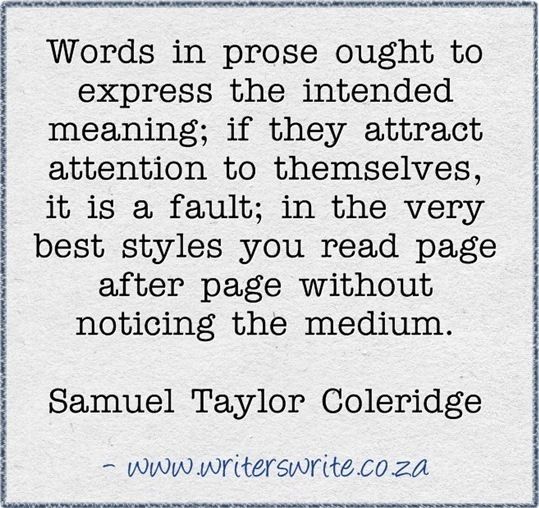 Words in prose ought to
express the intended
meaning; if they attract
attention to themselves,
it is a fault; in the very
best styles you read page
after page without
noticing the medium.
Samuel Taylor Coleridge
- www.writerswrite.co.za